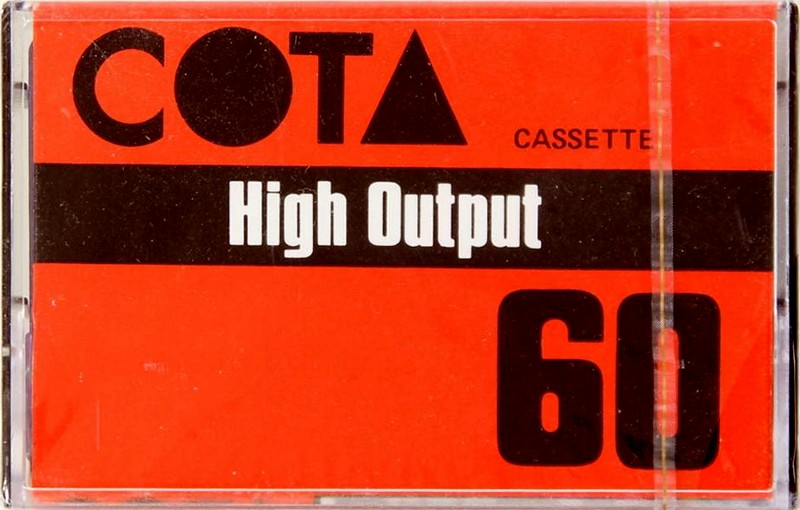 COTA
CASSETTE
High Output
60